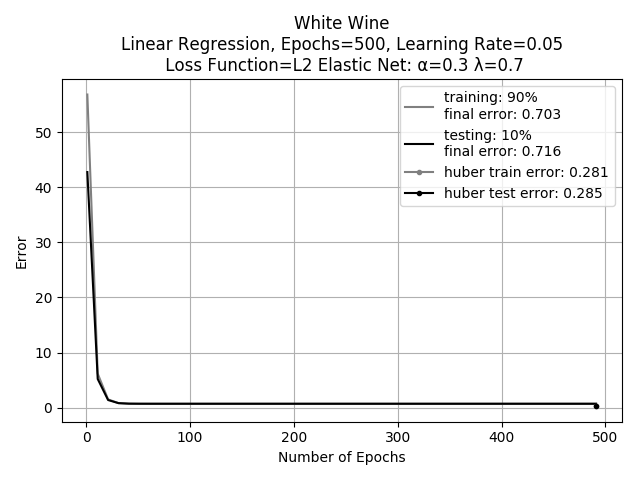 White Wine
Linear Regression, Epochs=500, Learning Rate=0.05
Loss Function=L2 Elastic Net: α=0.3 λ=0.7
training: 90%
final error: 0.703
testing: 10%
final error: 0.716
huber train error: 0.281
huber test error: 0.285
Error
50
40
30
20
10
0
0 100 200 300 400 500
Number of Epochs